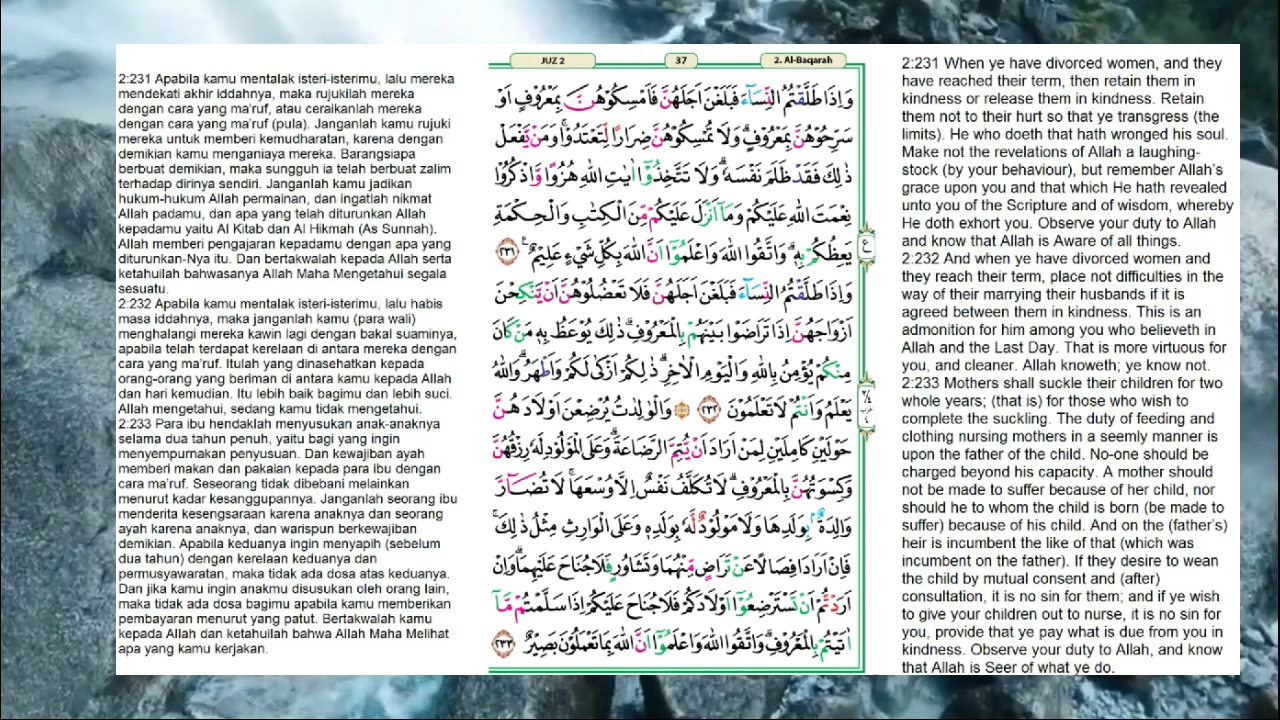 2:231 Apabila kamu mentalak isteri-isterimu, lalu mereka
mendekati akhir iddahnya, maka rujukilah mereka
dengan cara yang ma'ruf, atau ceraikanlah mereka
dengan cara yang ma'ruf (pula). Janganlah kamu rujuki
mereka untuk memberi kemudharatan, karena dengan
demikian kamu menganiaya mereka. Barangsiapa
berbuat demikian, maka sungguh ia telah berbuat zalim
terhadap dirinya sendiri. Janganlah kamu jadikan
hukum-hukum Allah permainan, dan ingatlah nikmat
Allah padamu, dan apa yang telah diturunkan Allah
kepadamu yaitu Al Kitab dan Al Hikmah (As Sunnah).
Allah memberi pengajaran kepadamu dengan apa yang
diturunkan-Nya itu. Dan bertakwalah kepada Allah serta
ketahuilah bahwasanya Allah Maha Mengetahui segala
sesuatu.
2:232 Apabila kamu mentalak isteri-isterimu, lalu habis
masa iddahnya, maka janganlah kamu (para wali)
menghalangi mereka kawin lagi dengan bakal suaminya,
apabila telah terdapat kerelaan di antara mereka dengan
cara yang ma'ruf. Itulah yang dinasehatkan kepada
orang-orang yang beriman di antara kamu kepada Allah
dan hari kemudian. Itu lebih baik bagimu dan lebih suci.
Allah mengetahui, sedang kamu tidak mengetahui.
2:233 Para ibu hendaklah menyusukan anak-anaknya
selama dua tahun penuh, yaitu bagi yang ingin
menyempurnakan penyusuan. Dan kewajiban ayah
memberi makan dan pakaian kepada para ibu dengan
cara ma'ruf. Seseorang tidak dibebani melainkan
menurut kadar kesanggupannya. Janganlah seorang ibu
menderita kesengsaraan karena anaknya dan seorang
ayah karena anaknya, dan warispun berkewajiban
demikian. Apabila keduanya ingin menyapih (sebelum
dua tahun) dengan kerelaan keduanya dan
permusyawaratan, maka tidak ada dosa atas keduanya.
Dan jika kamu ingin anakmu disusukan oleh orang lain,
maka tidak ada dosa bagimu apabila kamu memberikan
pembayaran menurut yang patut. Bertakwalah kamu
kepada Allah dan ketahuilah bahwa Allah Maha Melihat
apa yang kamu kerjakan.
JUZ 2
37
2. Al-Baqarah
وَاِذَا طَلَّقْتُمُ النِّسَاۤءَ فَبَلَغْنَ اَجَلَهُنَّ فَاَمْسِكُوْهُنَّ بِمَعْرُوْفٍ اَوْ
سَرِّحُوْهُنَّ بِمَعْرُوْفٍۗ وَلَا تُمْسِكُوْهُنَّ ضِرَارًا لِّتَعْتَدُوْاۚ وَمَنْ يَّفْعَلْ
ذٰلِكَ فَقَدْ ظَلَمَ نَفْسَهٗۗ وَلَا تَتَّخِذُوْٓا اٰيٰتِ اللّٰهِ هُزُوًا وَّاذْكُرُوْا
نِعْمَتَ اللّٰهِ عَلَيْكُمْ وَمَآ اَنْزَلَ عَلَيْكُمْ مِّنَ الْكِتٰبِ وَالْحِكْمَةِ
يَعِظُكُمْ بِهٖۗ وَاتَّقُوا اللّٰهَ وَاعْلَمُوْٓا اَنَّ اللّٰهَ بِكُلِّ شَيْءٍ عَلِيْمٌ ࣖ ٢٣١
ع
وَاِذَا طَلَّقْتُمُ النِّسَاۤءَ فَبَلَغْنَ اَجَلَهُنَّ فَلَا تَعْضُلُوْهُنَّ اَنْ يَّنْكِحْنَ
اَزْوَاجَهُنَّ اِذَا تَرَاضَوْا بَيْنَهُمْ بِالْمَعْرُوْفِۗ ذٰلِكَ يُوْعَظُ بِهٖ مَنْ كَانَ
مِنْكُمْ يُؤْمِنُ بِاللّٰهِ وَالْيَوْمِ الْاٰخِرِۗ ذٰلِكُمْ اَزْكٰى لَكُمْ وَاَطْهَرُۗ وَاللّٰهُ
يَعْلَمُ وَاَنْتُمْ لَا تَعْلَمُوْنَ ٢٣٢ ۞ وَالْوَالِدٰتُ يُرْضِعْنَ اَوْلَادَهُنَّ
حَوْلَيْنِ كَامِلَيْنِ لِمَنْ اَرَادَ اَنْ يُّتِمَّ الرَّضَاعَةَۗ وَعَلَى الْمَوْلُوْدِ لَهٗ رِزْقُهُنَّ
وَكِسْوَتُهُنَّ بِالْمَعْرُوْفِۗ لَا تُكَلَّفُ نَفْسٌ اِلَّا وُسْعَهَاۚ لَا تُضَاۤرَّ
وَالِدَةٌ ۢبِوَلَدِهَا وَلَا مَوْلُوْدٌ لَّهٗ بِوَلَدِهٖ وَعَلَى الْوَارِثِ مِثْلُ ذٰلِكَۚ
فَاِنْ اَرَادَا فِصَالًا عَنْ تَرَاضٍ مِّنْهُمَا وَتَشَاوُرٍ فَلَا جُنَاحَ عَلَيْهِمَاۗ وَاِنْ
اَرَدْتُّمْ اَنْ تَسْتَرْضِعُوْٓا اَوْلَادَكُمْ فَلَا جُنَاحَ عَلَيْكُمْ اِذَا سَلَّمْتُمْ مَّآ
اٰتَيْتُمْ بِالْمَعْرُوْفِۗ وَاتَّقُوا اللّٰهَ وَاعْلَمُوْٓا اَنَّ اللّٰهَ بِمَا تَعْمَلُوْنَ بَصِيْرٌ ٢٣٣
2:231 When ye have divorced women, and they
have reached their term, then retain them in
kindness or release them in kindness. Retain
them not to their hurt so that ye transgress (the
limits). He who doeth that hath wronged his soul.
Make not the revelations of Allah a laughing-
stock (by your behaviour), but remember Allah's
grace upon you and that which He hath revealed
unto you of the Scripture and of wisdom, whereby
He doth exhort you. Observe your duty to Allah
and know that Allah is Aware of all things.
2:232 And when ye have divorced women and
they reach their term, place not difficulties in the
way of their marrying their husbands if it is
agreed between them in kindness. This is an
admonition for him among you who believeth in
Allah and the Last Day. That is more virtuous for
you, and cleaner. Allah knoweth; ye know not.
2:233 Mothers shall suckle their children for two
whole years; (that is) for those who wish to
complete the suckling. The duty of feeding and
clothing nursing mothers in a seemly manner is
upon the father of the child. No-one should be
charged beyond his capacity. A mother should
not be made to suffer because of her child, nor
should he to whom the child is born (be made to
suffer) because of his child. And on the (father's)
heir is incumbent the like of that (which was
incumbent on the father). If they desire to wean
the child by mutual consent and (after)
consultation, it is no sin for them; and if ye wish
to give your children out to nurse, it is no sin for
you, provide that ye pay what is due from you in
kindness. Observe your duty to Allah, and know
that Allah is Seer of what ye do.